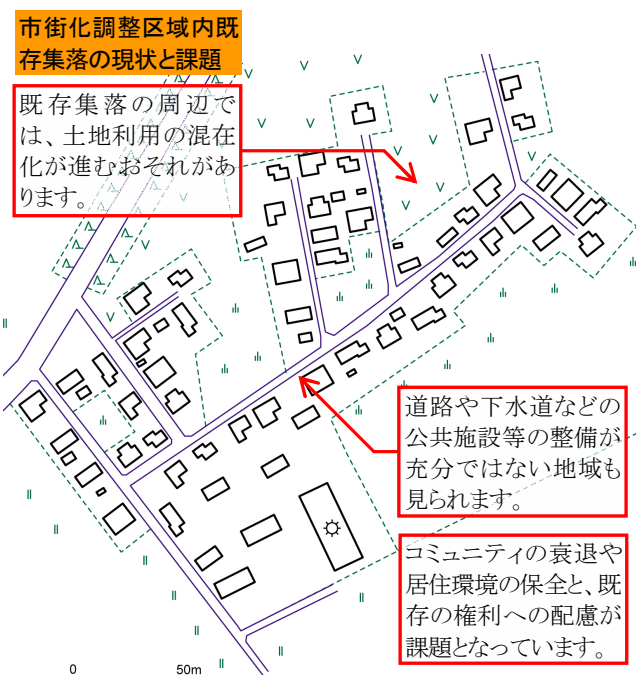 市街化調整区域内既
存集落の現状と課題
既存集落の周辺で
は、土地利用の混在
化が進むおそれがあ
ります。
道路や下水道などの
公共施設等の整備が
充分ではない地域も
見られます。
コミュニティの衰退や
居住環境の保全と、既
存の権利への配慮が
課題となっています。
0 50m